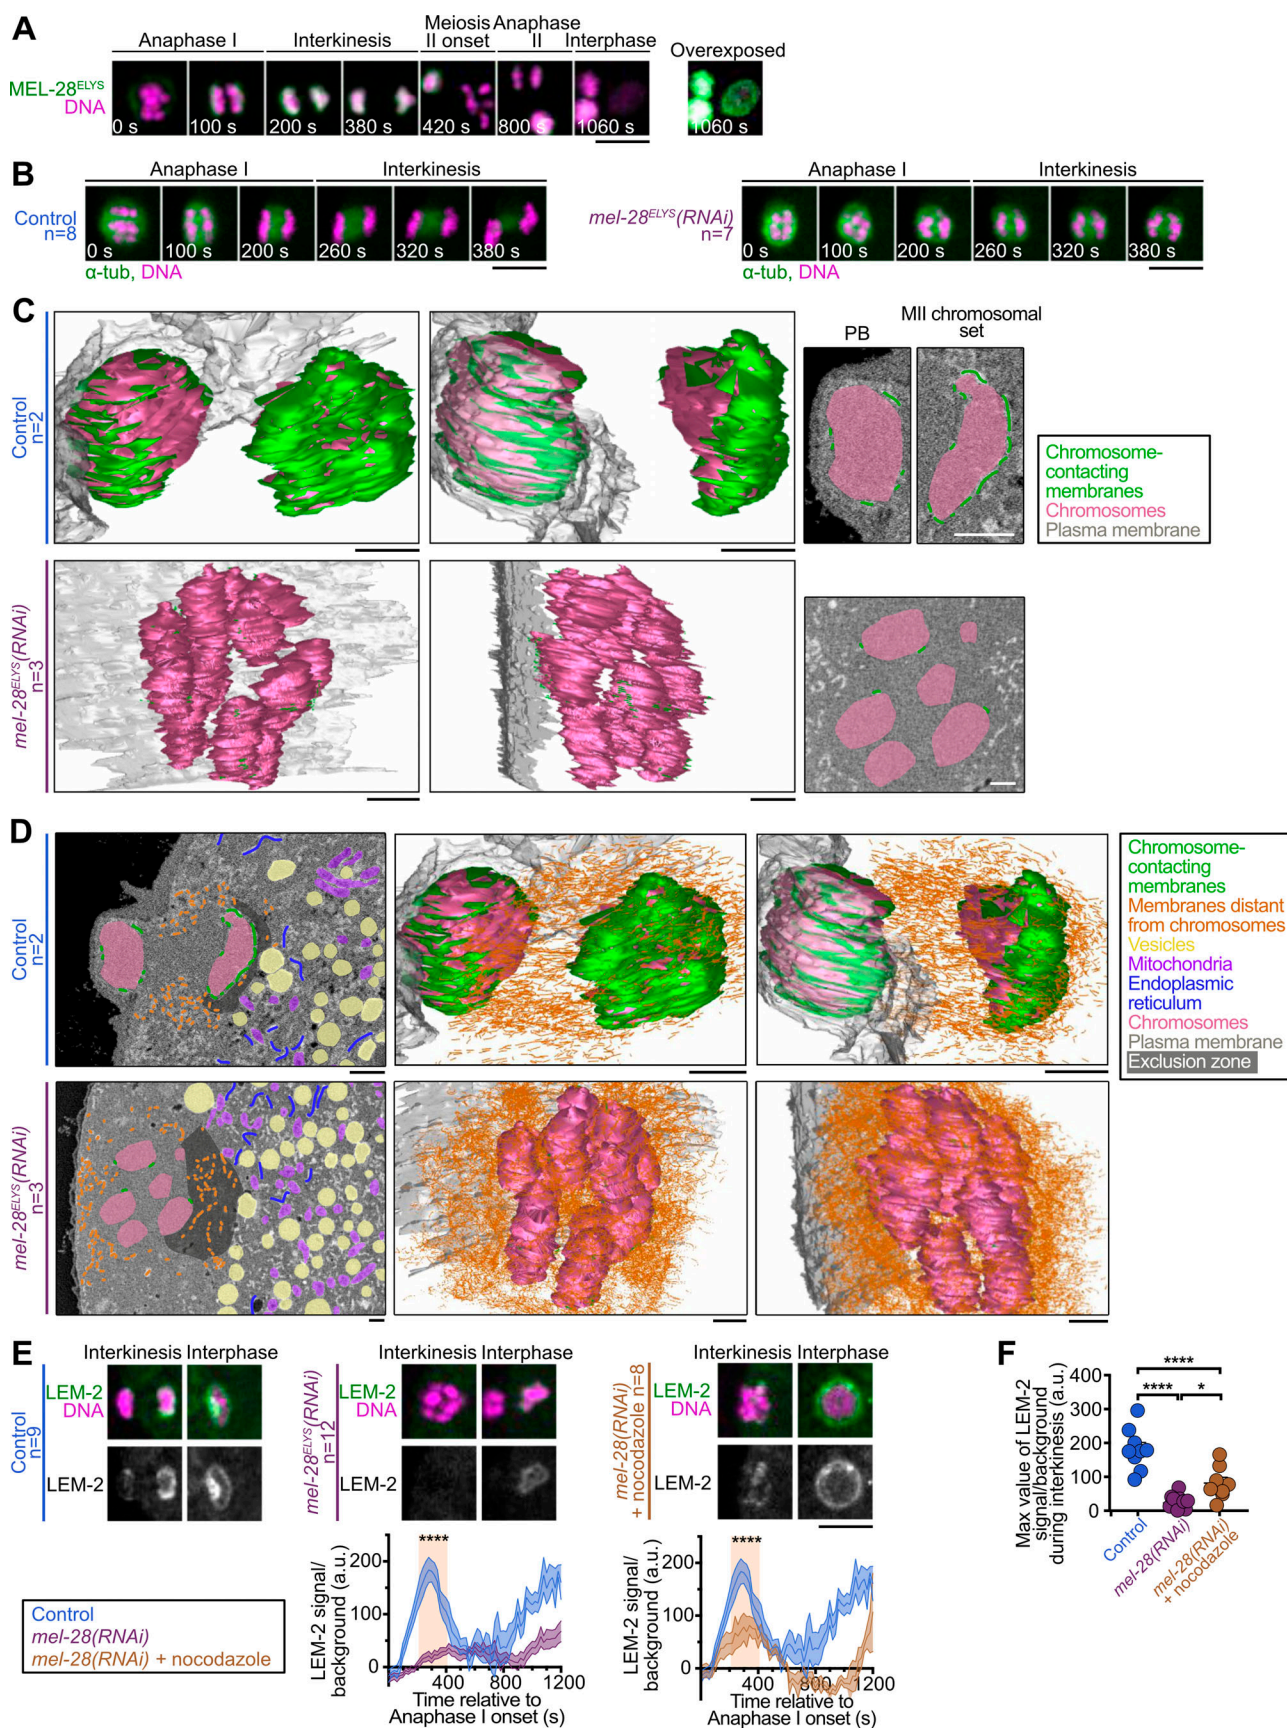 A
Anaphase I
Interkinesis
Meiosis II onset
Anaphase II
Interphase
Overexposed
MEL-28ELYS
DNA
0 s
100 s
200 s
380 s
420 s
800 s
1060 s
1060 s
B
Anaphase I
Interkinesis
Control
n=8
0 s
100 s
200 s
260 s
320 s
380 s
α-tub, DNA
Anaphase I
Interkinesis
mel-28ELYS(RNAi)
n=7
0 s
100 s
200 s
260 s
320 s
380 s
α-tub, DNA
C
Control
n=2
PB
MII chromosomal
set
Chromosome-
contacting
membranes
Chromosomes
Plasma membrane
mel-28ELYS(RNAi)
n=3
D
Control
n=2
Chromosome-
contacting
membranes
Membranes distant
from chromosomes
Vesicles
Mitochondria
Endoplasmic
reticulum
Chromosomes
Plasma membrane
Exclusion zone
mel-28ELYS(RNAi)
n=3
E
Interkinesis
Interphase
Control
n=9
LEM-2
DNA
LEM-2
Interkinesis
Interphase
mel-28ELYS(RNAi)
n=12
LEM-2
DNA
LEM-2
Interkinesis
Interphase
mel-28(RNAi)
+ nocodazole n=8
LEM-2
DNA
LEM-2
Control
mel-28(RNAi)
mel-28(RNAi) + nocodazole
****
LEM-2 signal/
background (a.u.)
200
100
0
400
800
1200
Time relative to
Anaphase I onset (s)
****
LEM-2 signal/
background (a.u.)
200
100
0
400
800
1200
Time relative to
Anaphase I onset (s)
F
Max value of LEM-2
signal/background
during interkinesis (a.u.)
400
300
200
100
0
****
****
*
Control
mel-28(RNAi)
mel-28(RNAi)
+ nocodazole